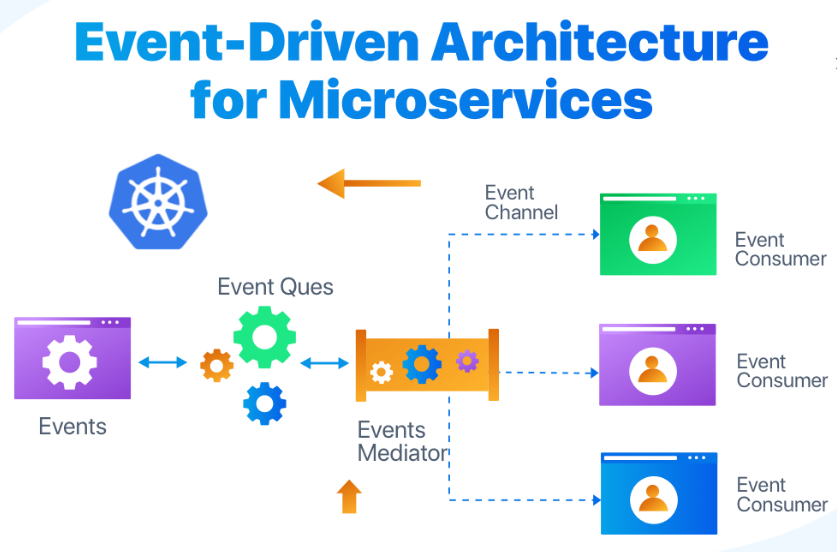 Event-Driven Architecture
for Microservices
Event
Channel
Event
Consumer
Event Ques
Events
Event
Consumer
Events
Mediator
Event
Consumer